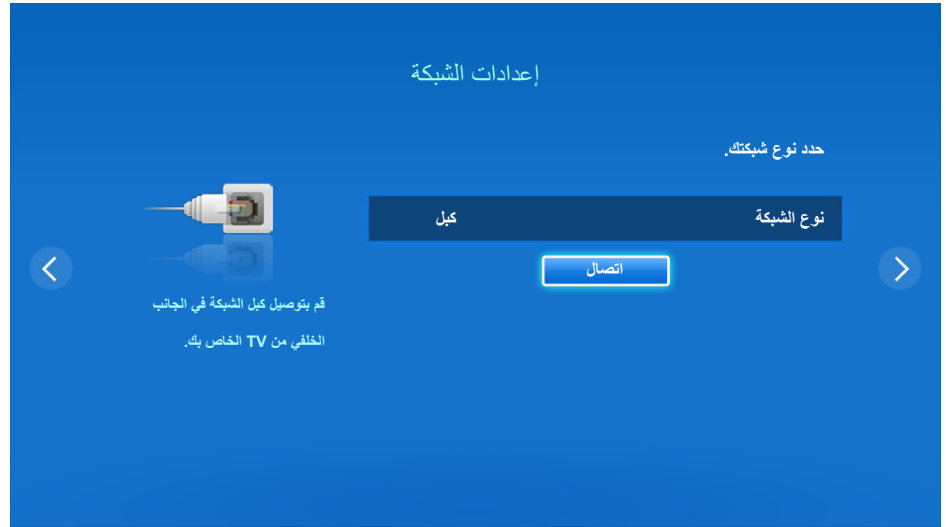 إعدادات الشبكة
حدد نوع شبكتك.
نوع الشبكة كبل
اتصال
قم بتوصيل كبل الشبكة في الجانب
الخلفي من TV الخاص بك.